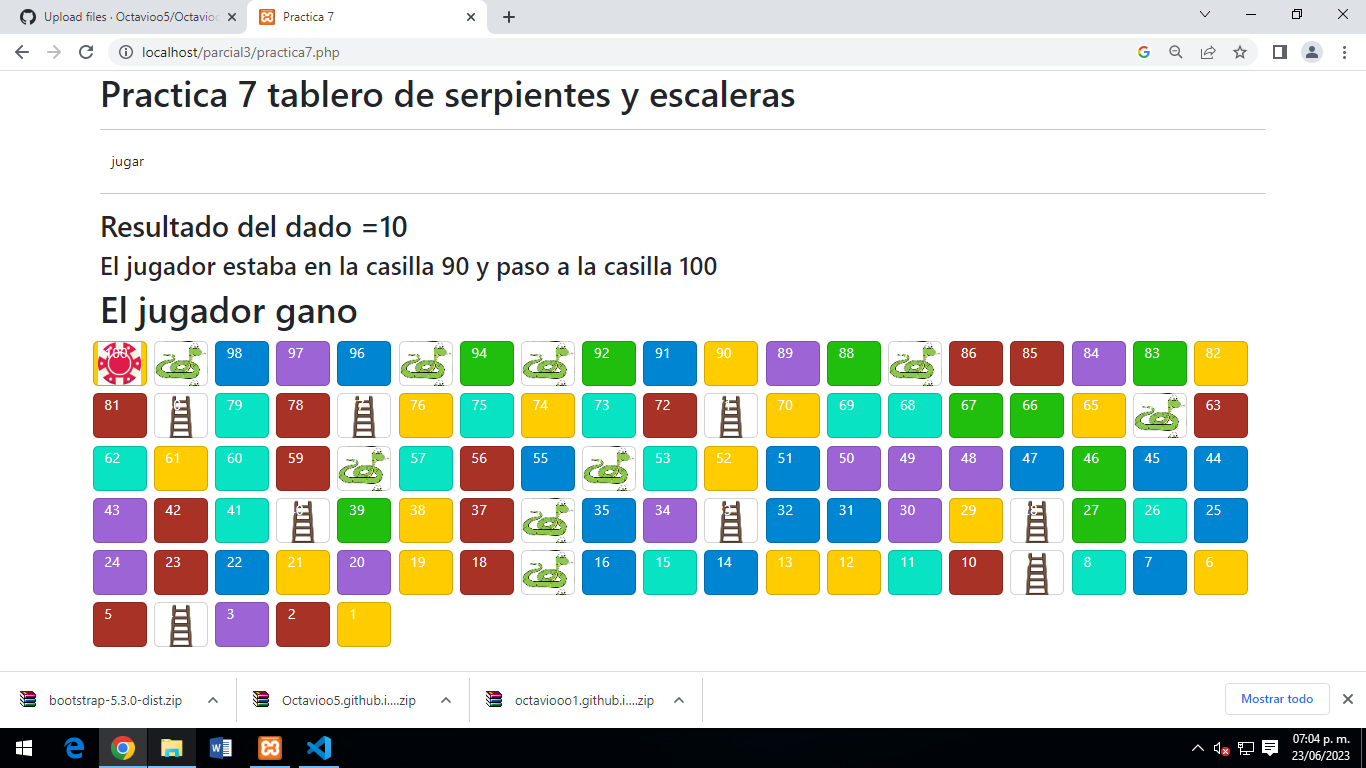 Upload files · Octavioo5/Octavioo
Practica 7
localhost/parcial3/practica7.php
Practica 7 tablero de serpientes y escaleras
jugar
Resultado del dado =10
El jugador estaba en la casilla 90 y paso a la casilla 100
El jugador gano
100 98 97 96 94 92 91 90 89 88 86 85 84 83 82
81 79 78 76 75 74 73 72 70 69 68 67 66 65 63
62 61 60 59 57 56 55 53 52 51 50 49 48 47 46 45 44
43 42 41 39 38 37 35 34 32 31 30 29 28 27 26 25
24 23 22 21 20 19 18 16 15 14 13 12 11 10 8 7 6
5 3 2 1
bootstrap-5.3.0-dist.zip
Octavioo5.github.i....zip
octaviooo1.github.i....zip
Mostrar todo
07:04 p. m.
23/06/2023